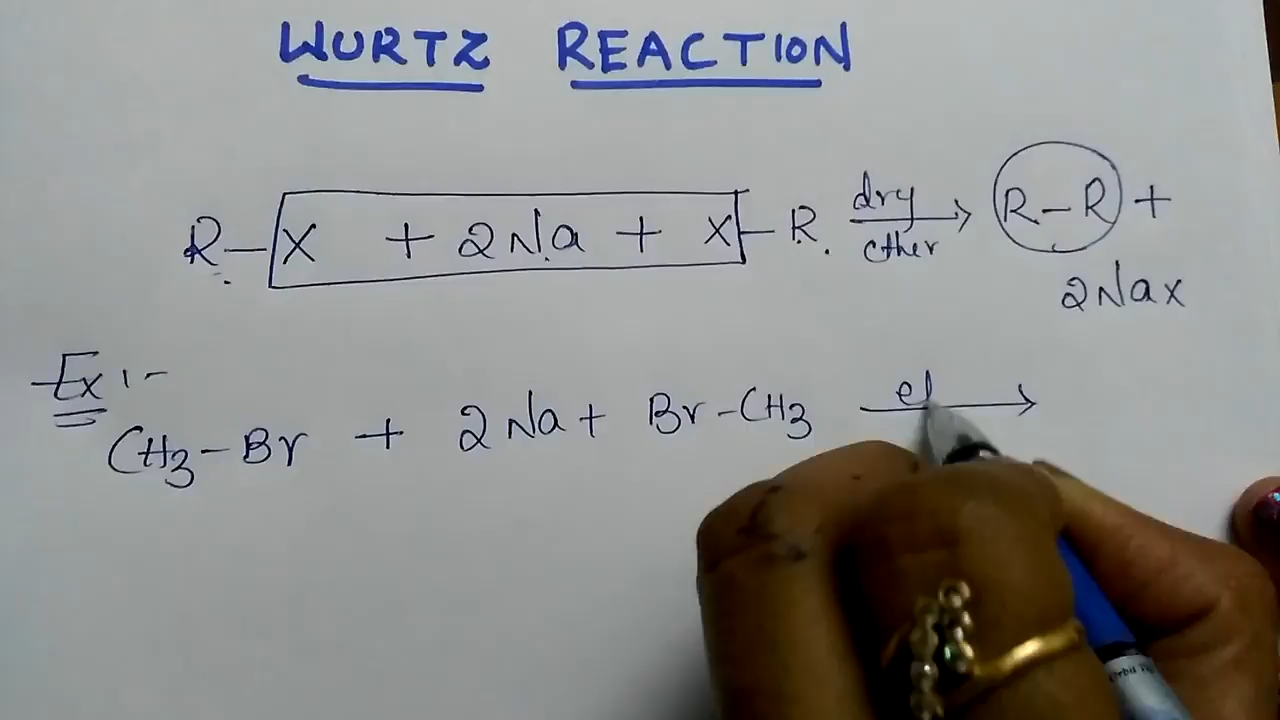 WURTZ REACTION
R-X + 2Na + X-R. dry ether → R-R +
2Nax
Ex:-
CH3-Br + 2Na + Br-CH3 →